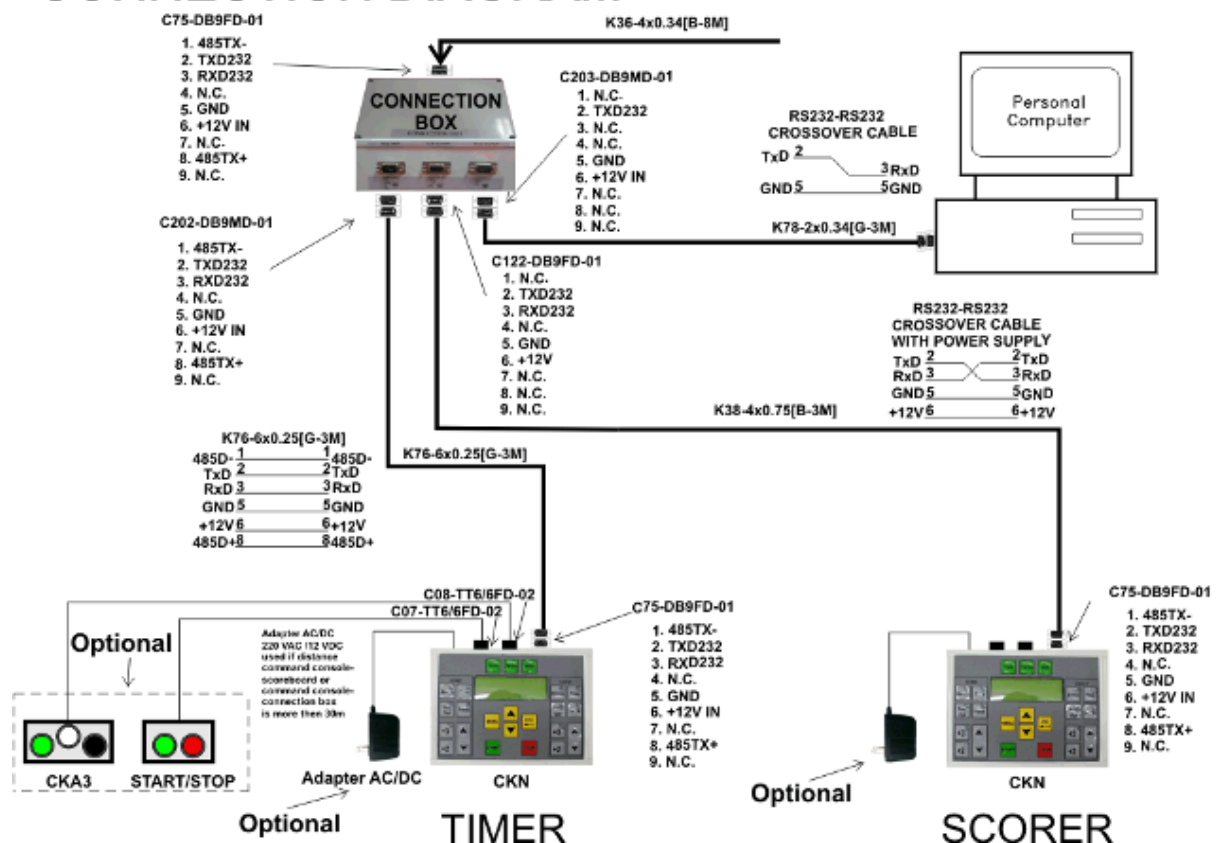 C75-DB9FD-01
1. 485TX-
2. TXD232
3. RXD232
4. N.C.
5. GND
6. +12V IN
7. N.C.
8. 485TX+
9. N.C.
K36-4x0.34[B-8M]
CONNECTION
BOX
C203-DB9MD-01
1. N.C.
2. TXD232
3. N.C.
4. N.C.
5. GND
6. +12V IN
7. N.C.
8. N.C.
9. N.C.
RS232-RS232
CROSSOVER CABLE
TxD 2 3 RxD
GND 5 5 GND
Personal
Computer
K78-2x0.34[G-3M]
C202-DB9MD-01
1. 485TX-
2. TXD232
3. RXD232
4. N.C.
5. GND
6. +12V IN
7. N.C.
8. 485TX+
9. N.C.
C122-DB9FD-01
1. N.C.
2. TXD232
3. RXD232
4. N.C.
5. GND
6. +12V
7. N.C.
8. N.C.
9. N.C.
RS232-RS232
CROSSOVER CABLE
WITH POWER SUPPLY
TxD 2 2 TxD
RxD 3 3 RxD
GND 5 5 GND
+12V 6 6 +12V
K38-4x0.75[B-3M]
K76-6x0.25[G-3M]
485D- 1 1 485D-
TxD 2 2 TxD
RxD 3 3 RxD
GND 5 5 GND
+12V 6 6 +12V
485D+ 8 8 485D+
K76-6x0.25[G-3M]
C08-TT6/6FD-02
C07-TT6/6FD-02
Optional
Adapter AC/DC
220 VAC /12 VDC
used if distance
command console-
scoreboard or
command console-
connection box
is more then 30m
C75-DB9FD-01
1. 485TX-
2. TXD232
3. RXD232
4. N.C.
5. GND
6. +12V IN
7. N.C.
8. 485TX+
9. N.C.
C75-DB9FD-01
1. 485TX-
2. TXD232
3. RXD232
4. N.C.
5. GND
6. +12V IN
7. N.C.
8. 485TX+
9. N.C.
CKA3
START/STOP
Adapter AC/DC
CKN
CKN
Optional
Optional
TIMER
SCORER